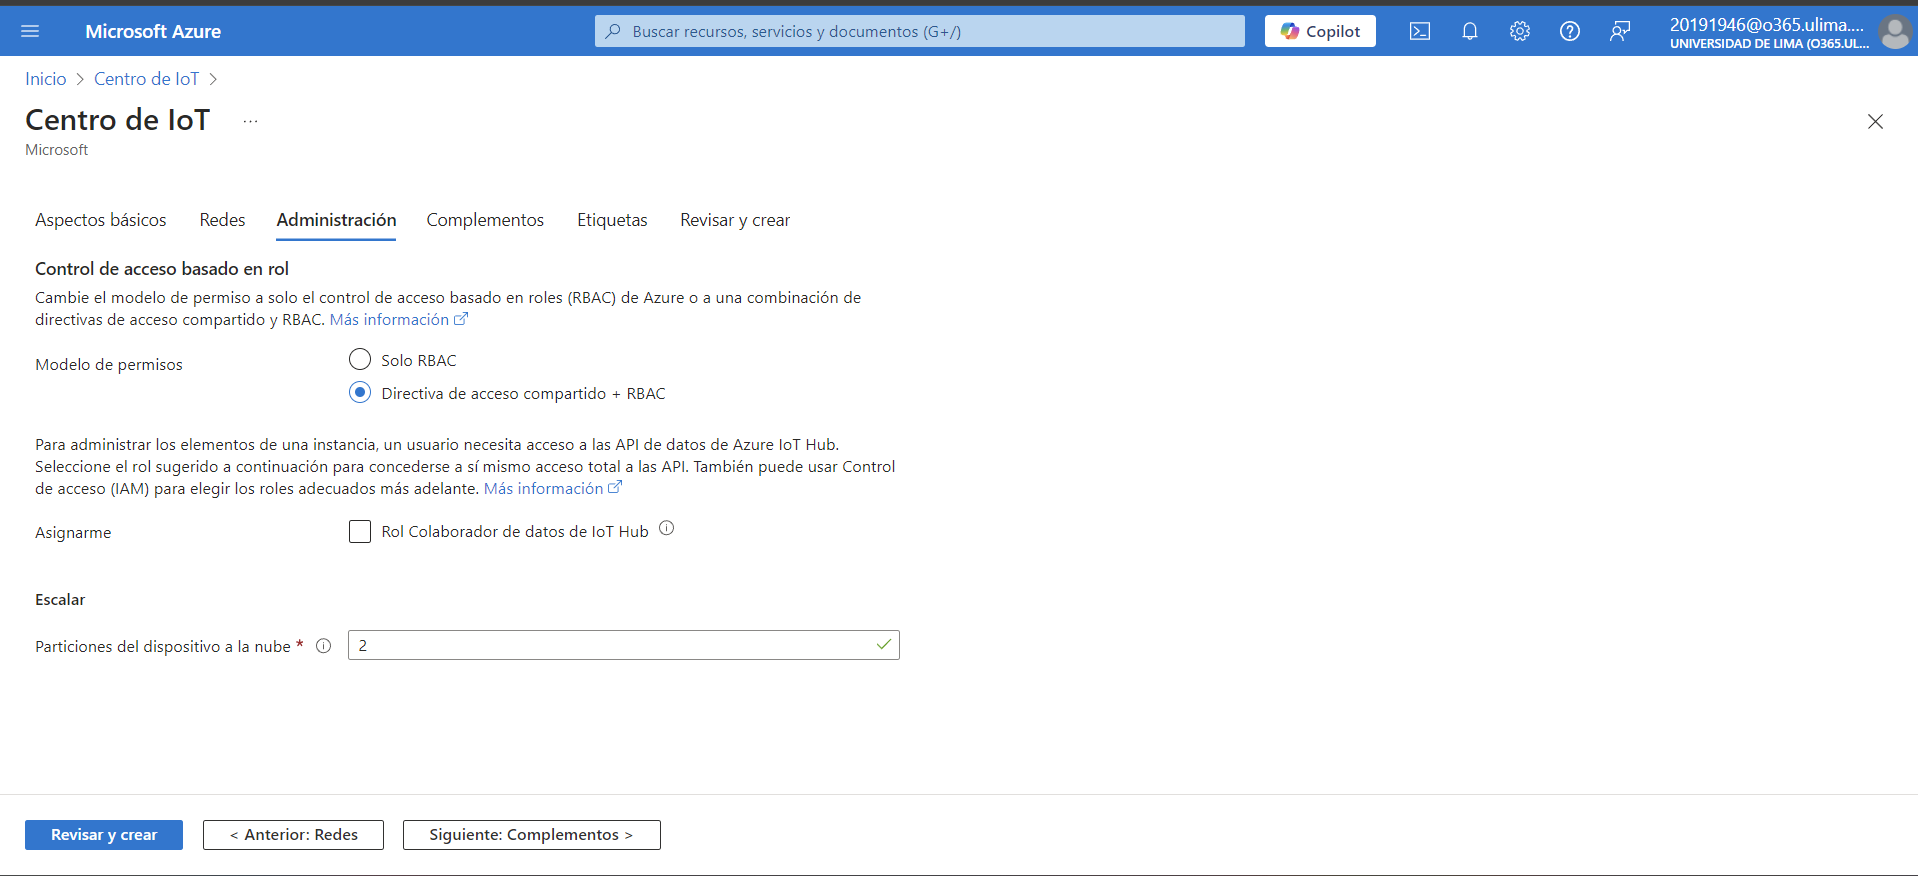 Microsoft Azure
Buscar recursos, servicios y documentos (G+/)
Copilot
20191946@o365.ulima....
UNIVERSIDAD DE LIMA (O365.UL...
Inicio > Centro de IoT >
Centro de IoT ...
Microsoft
Aspectos básicos Redes Administración Complementos Etiquetas Revisar y crear
Control de acceso basado en rol
Cambie el modelo de permiso a solo el control de acceso basado en roles (RBAC) de Azure o a una combinación de
directivas de acceso compartido y RBAC. Más información
Modelo de permisos
Solo RBAC
Directiva de acceso compartido + RBAC
Para administrar los elementos de una instancia, un usuario necesita acceso a las API de datos de Azure IoT Hub.
Seleccione el rol sugerido a continuación para concederse a sí mismo acceso total a las API. También puede usar Control
de acceso (IAM) para elegir los roles adecuados más adelante. Más información
Asignarme
Rol Colaborador de datos de IoT Hub
Escalar
Particiones del dispositivo a la nube *
2
Revisar y crear
< Anterior: Redes
Siguiente: Complementos >